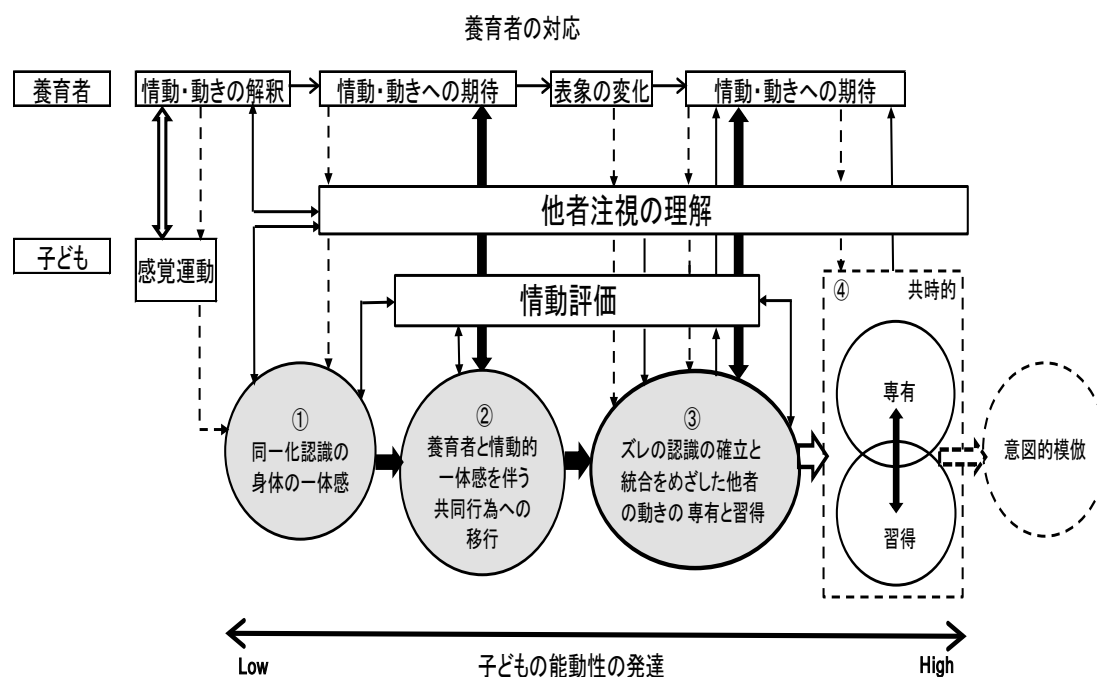 養育者の対応
養育者
情動・動きの解釈
情動・動きへの期待
表象の変化
情動・動きへの期待
他者注視の理解
子ども
感覚運動
情動評価
④
共時的
①
同一化認識の
身体の一体感
②
養育者と情動的
一体感を伴う
共同行為への
移行
③
ズレの認識の確立と
統合をめざした他者
の動きの 専有と習得
専有
習得
意図的模倣
Low
子どもの能動性の発達
High